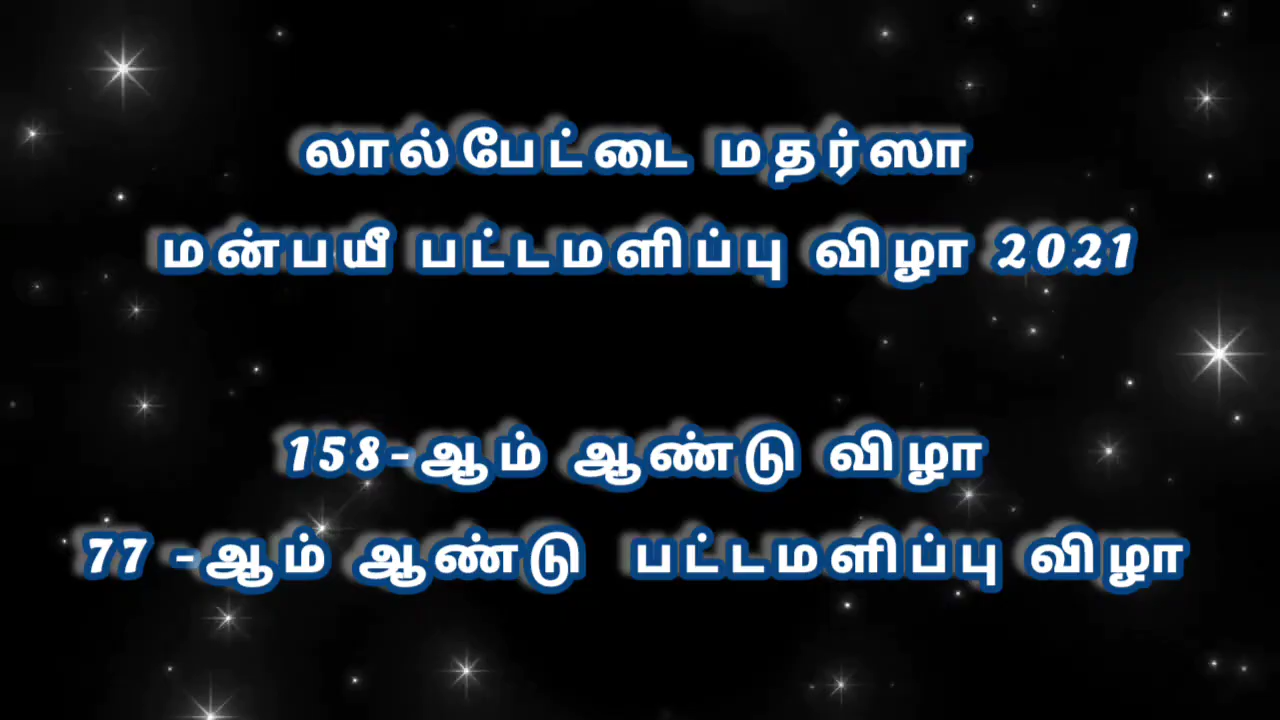 லால்பேட்டை மதர்ஸா
மன்பயீ பட்டமளிப்பு விழா 2021
158-ஆம் ஆண்டு விழா
77 -ஆம் ஆண்டு பட்டமளிப்பு விழா